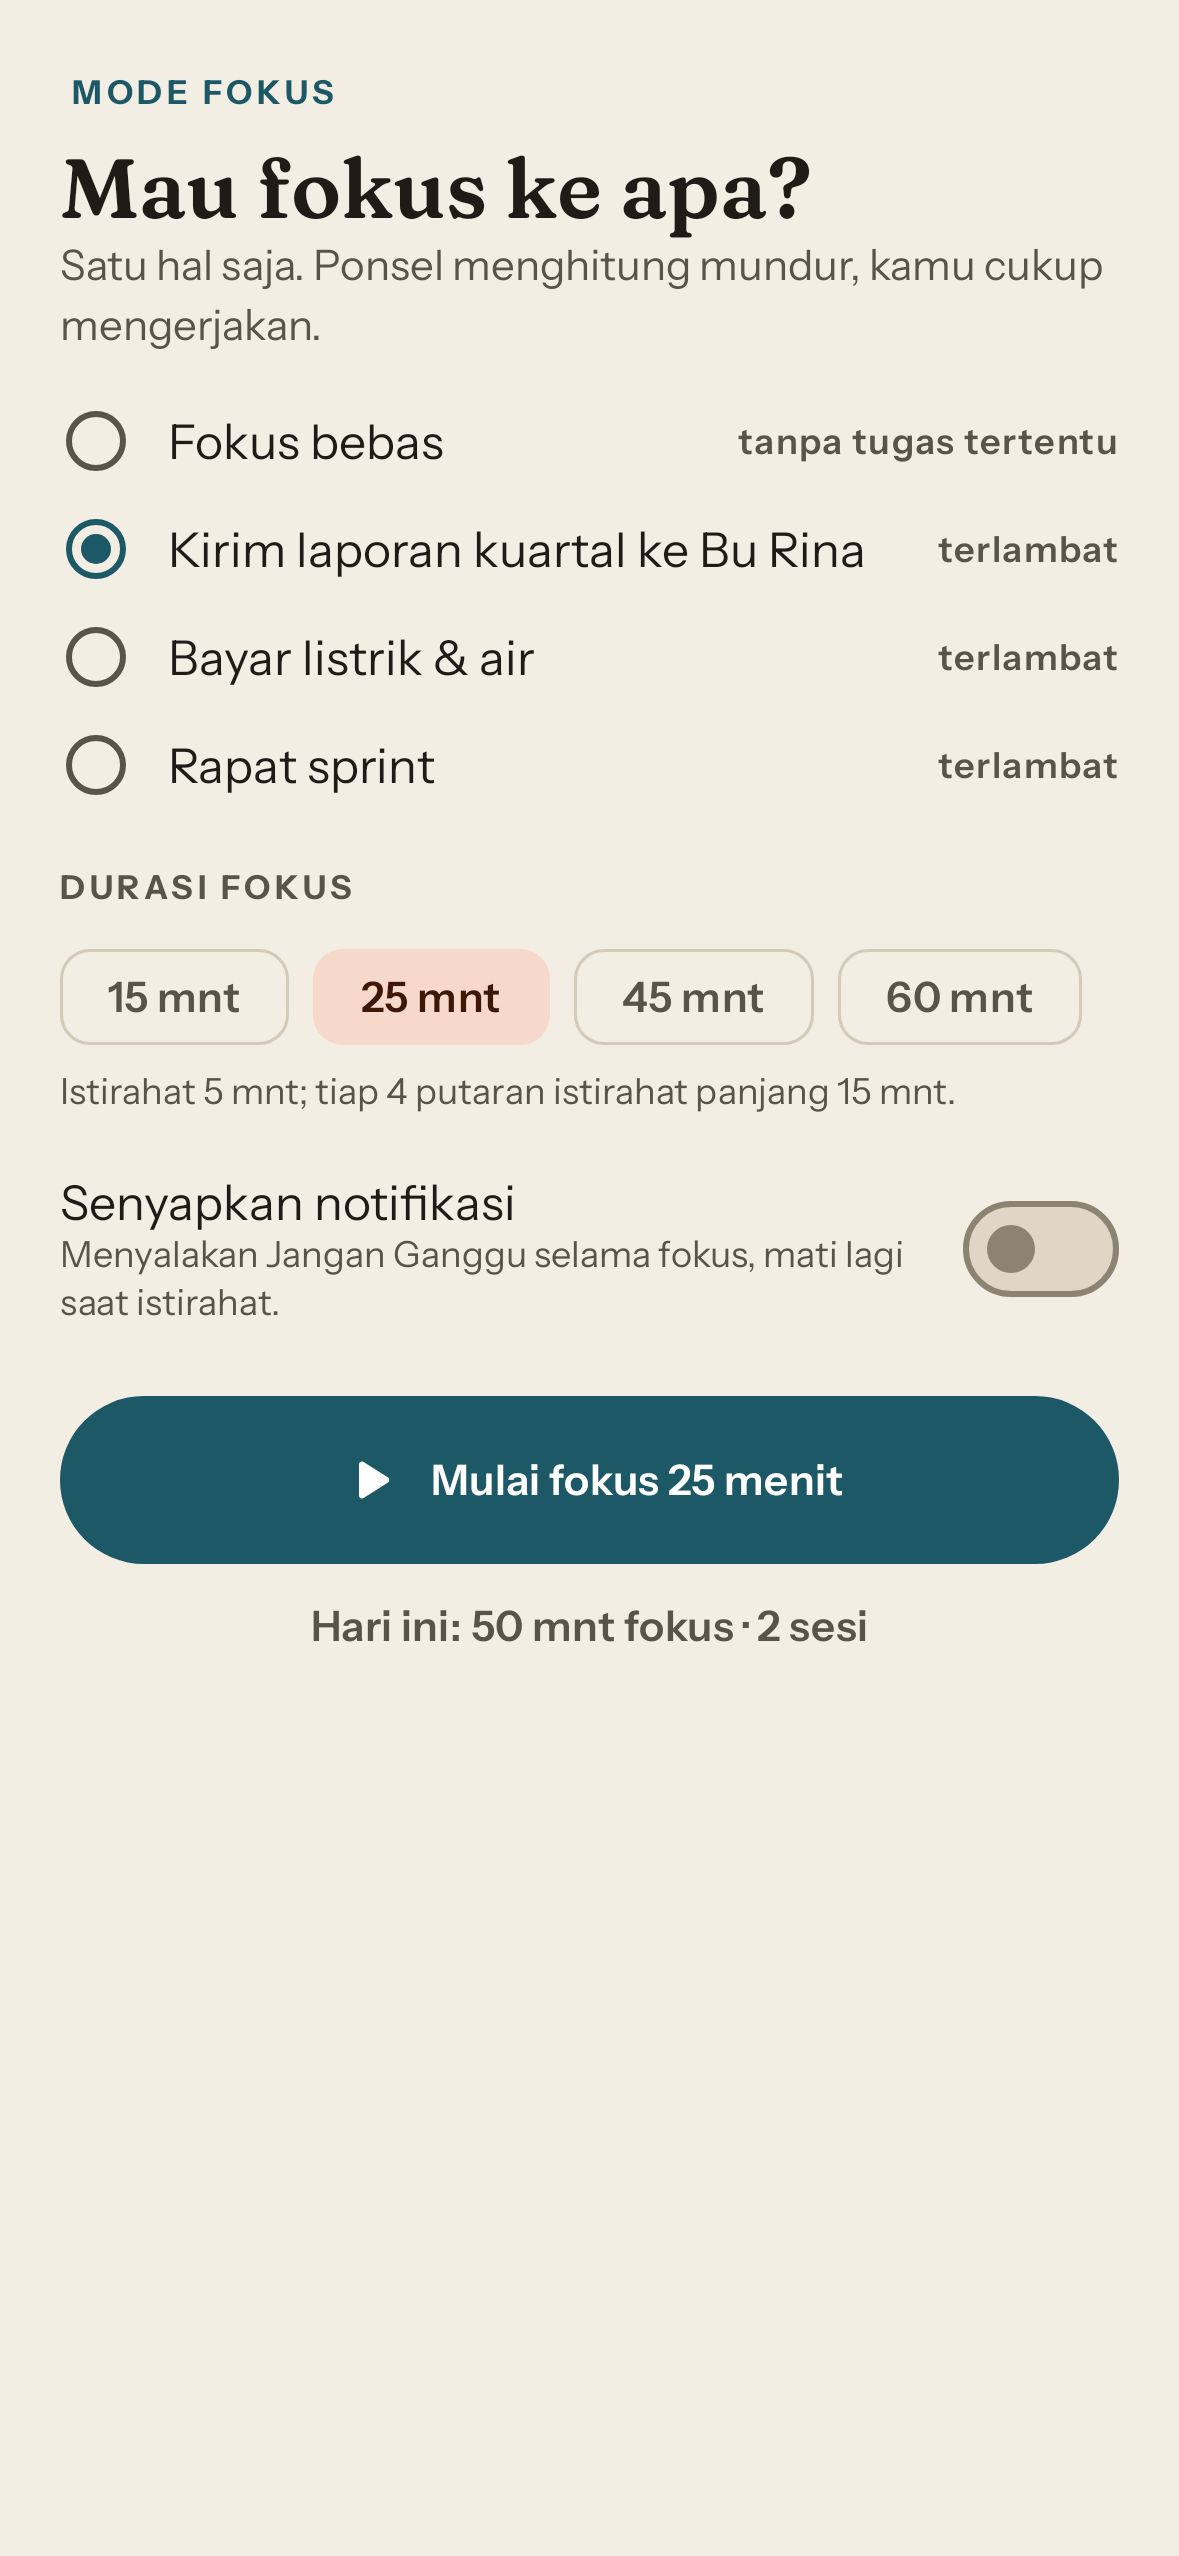 MODE FOKUS
Mau fokus ke apa?
Satu hal saja. Ponsel menghitung mundur, kamu cukup
mengerjakan.
Fokus bebas tanpa tugas tertentu
Kirim laporan kuartal ke Bu Rina terlambat
Bayar listrik & air terlambat
Rapat sprint terlambat
DURASI FOKUS
15 mnt 25 mnt 45 mnt 60 mnt
Istirahat 5 mnt; tiap 4 putaran istirahat panjang 15 mnt.
Senyapkan notifikasi
Menyalakan Jangan Ganggu selama fokus, mati lagi
saat istirahat.
Mulai fokus 25 menit
Hari ini: 50 mnt fokus · 2 sesi